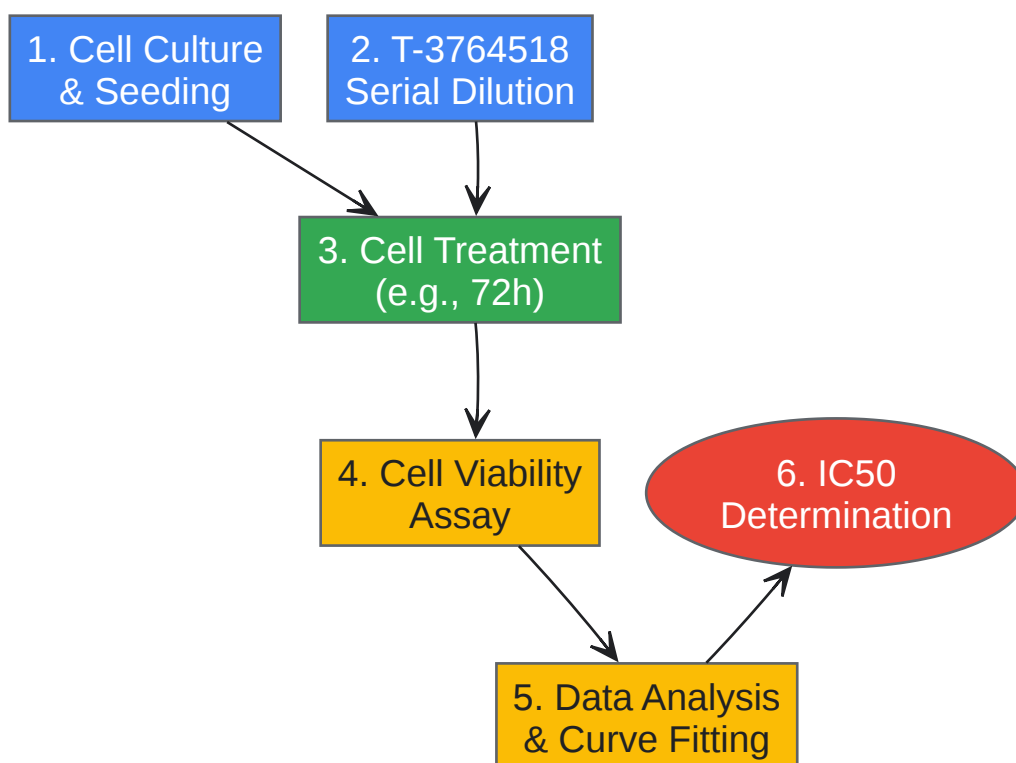 1. Cell Culture
& Seeding
2. T-3764518
Serial Dilution
3. Cell Treatment
(e.g., 72h)
4. Cell Viability
Assay
6. IC50
Determination
5. Data Analysis
& Curve Fitting